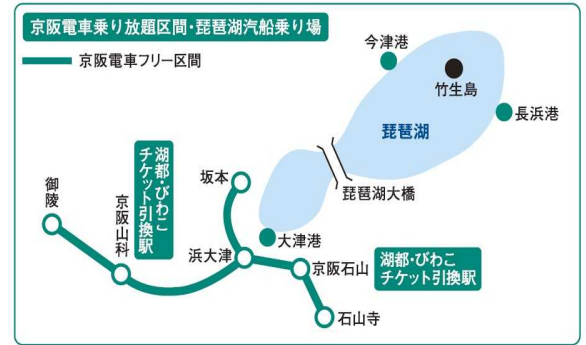 京阪電車乗り放題区間・琵琶湖汽船乗り場
京阪電車フリー区間
今津港
竹生島
長浜港
琵琶湖
琵琶湖大橋
湖都・びわこ
チケット引換駅
御陵
京阪山科
坂本
浜大津
大津港
京阪石山
湖都・びわこ
チケット引換駅
石山寺